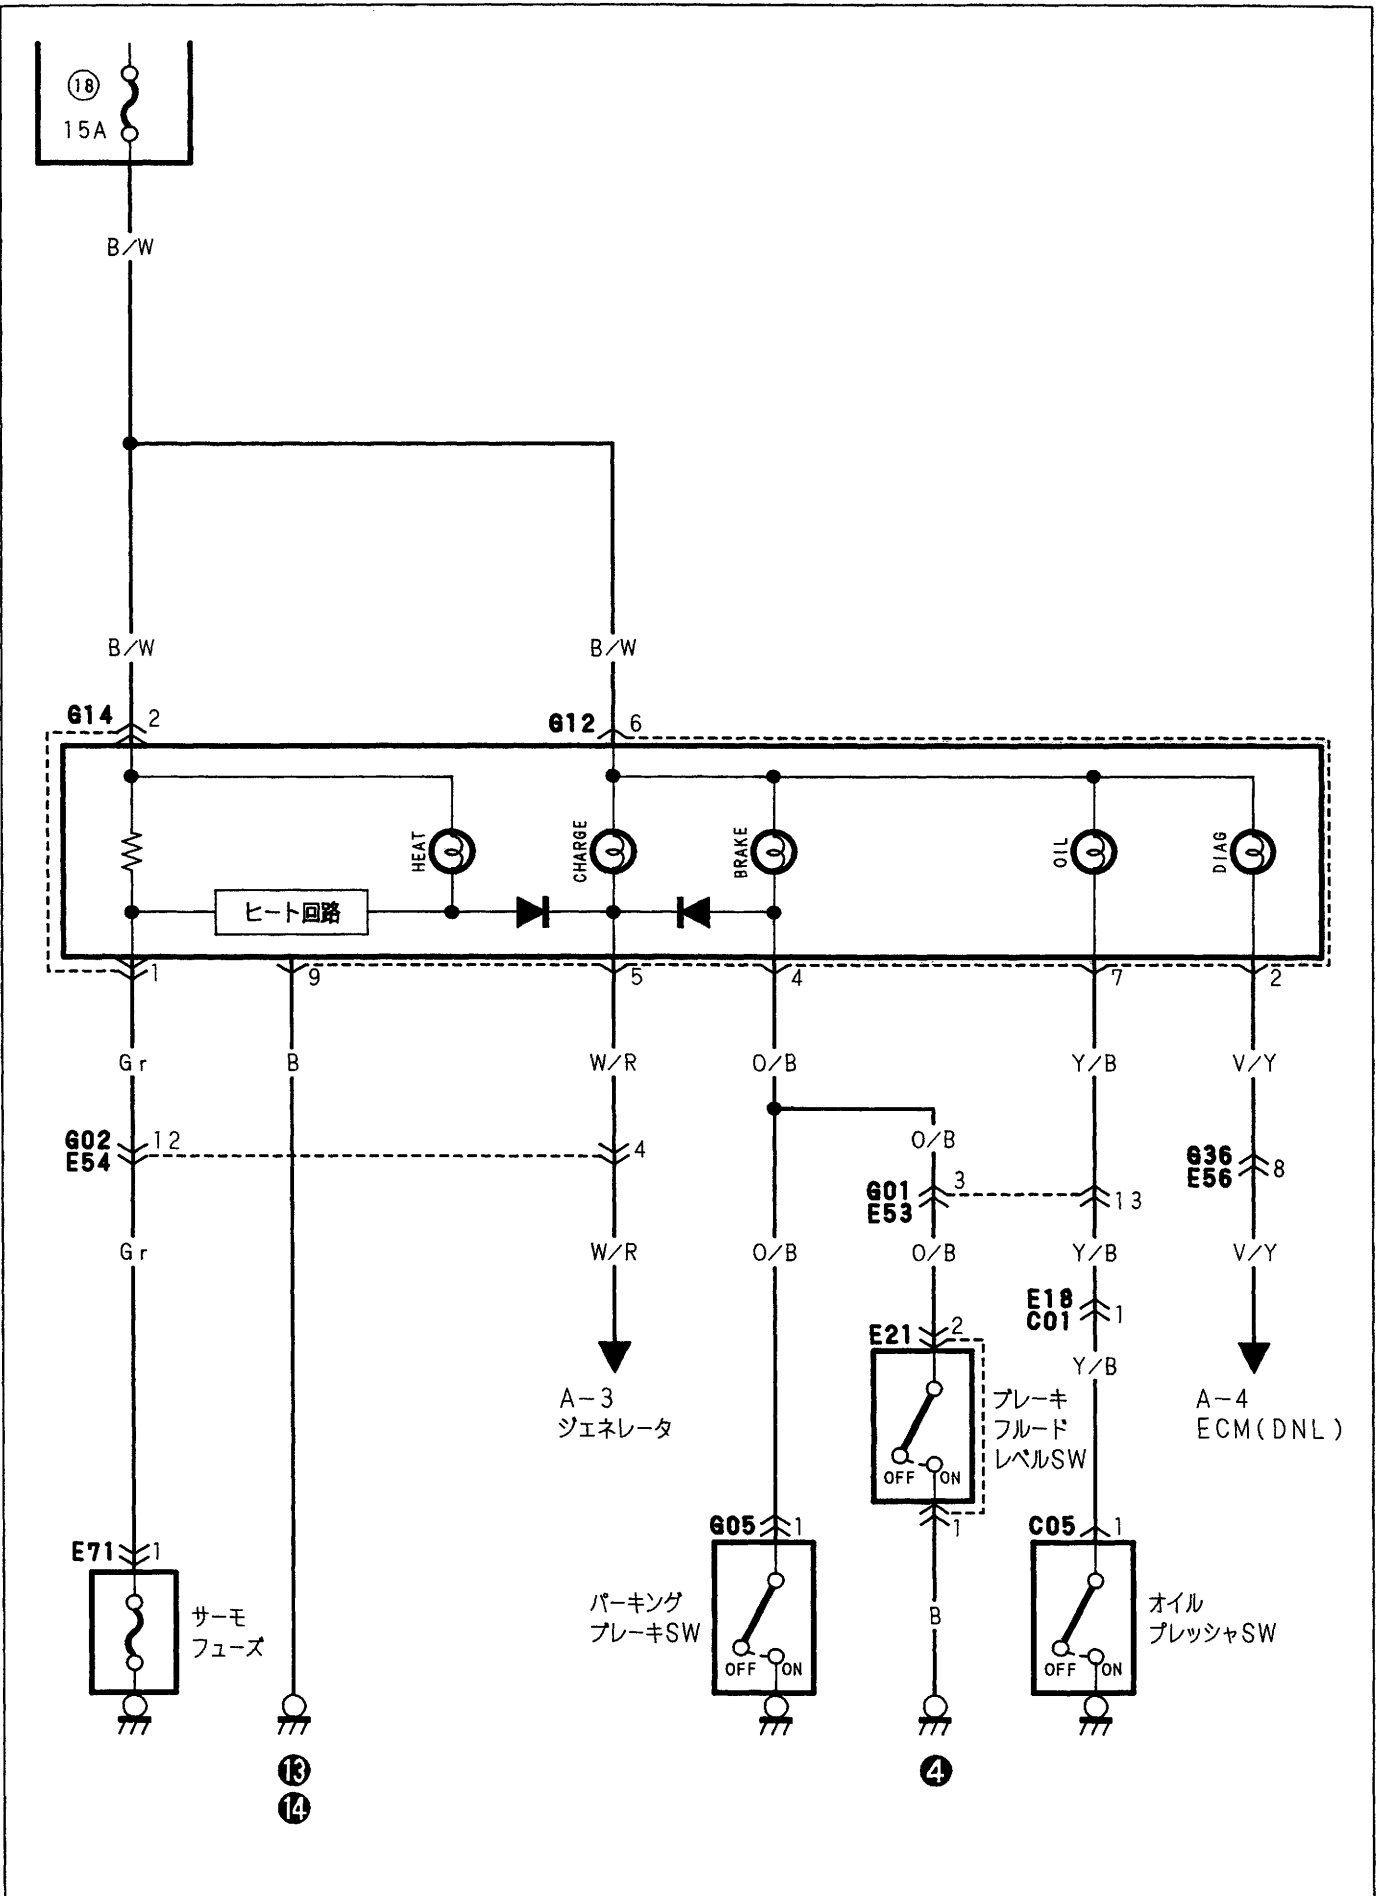 18
15A
B/W
B/W
B/W
G14
2
G12
6
HEAT
CHARGE
BRAKE
OIL
DIAG
ヒート回路
1
9
5
4
7
2
Gr
B
W/R
O/B
Y/B
V/Y
G02
E54
12
4
O/B
G01
E53
3
13
G36
E56
8
Gr
W/R
O/B
O/B
Y/B
V/Y
E18
C01
1
E21
2
Y/B
A-3
ジェネレータ
ブレーキ
フルード
レベルSW
OFF
ON
A-4
ECM(DNL)
1
G05
1
C05
1
E71
1
サーモ
フューズ
パーキング
ブレーキSW
OFF
ON
B
オイル
プレッシャSW
OFF
ON
13
14
4